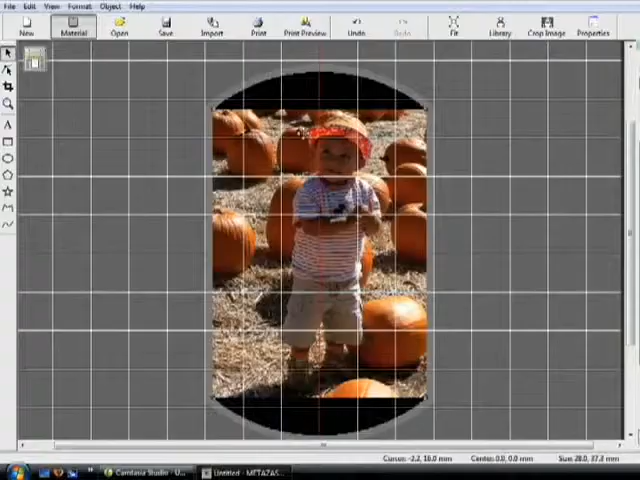 File Edit View Format Object Help
New Material Open Save Import Print Print Preview Undo Redo Fit Library Crop Image Properties
A
Cursor: -2.2, 16.0 mm Center: 0.0, 0.0 mm Size: 28.0, 37.3 mm
Camtasia Studio - U... Untitled - METAZAS...